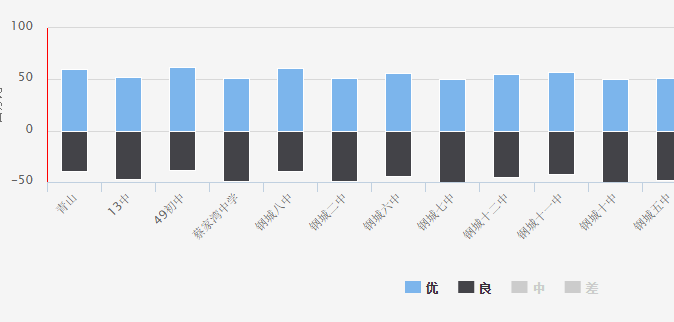 100
50
0
-50
青山
13中
49初中
蔡家湾中学
钢城八中
钢城二中
钢城六中
钢城七中
钢城十二中
钢城十一中
钢城十中
钢城五中
优 良 中 差